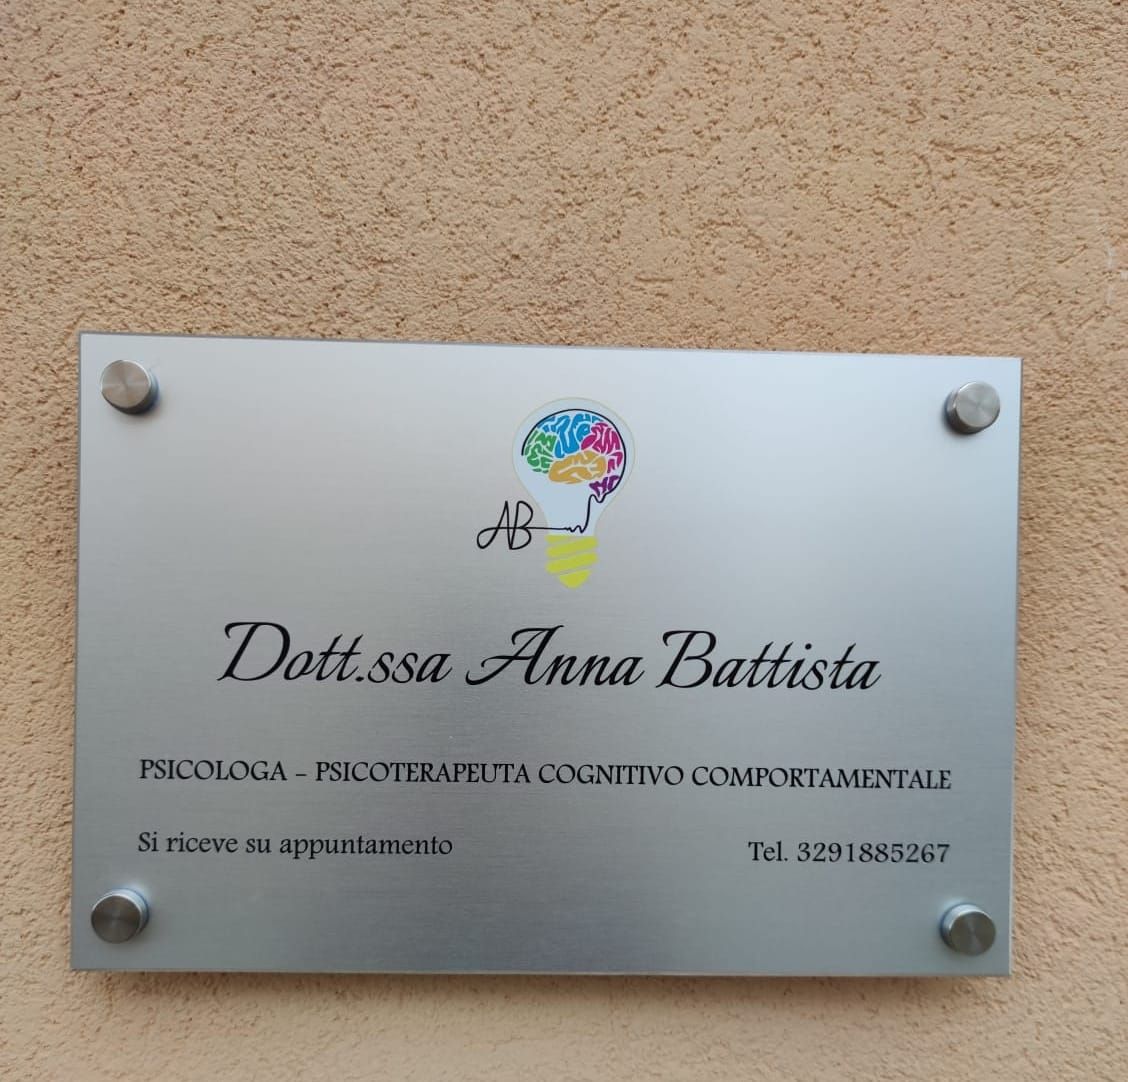 AB
Dott.ssa Anna Battista
PSICOLOGA - PSICOTERAPEUTA COGNITIVO COMPORTAMENTALE
Si riceve su appuntamento
Tel. 3291885267